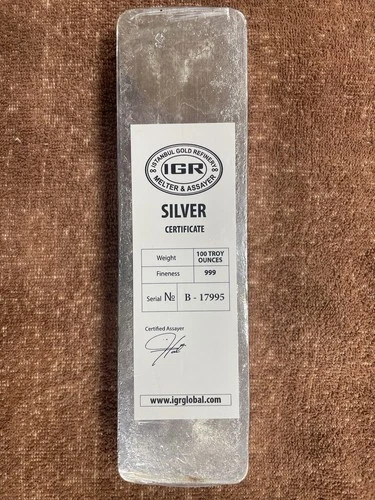 ISTANBUL GOLD REFINERY
IGR
MELTER & ASSAYER
SILVER
CERTIFICATE
Weight 100 TROY
OUNCES
Fineness 999
Serial № B - 17995
Certified Assayer
www.igrglobal.com